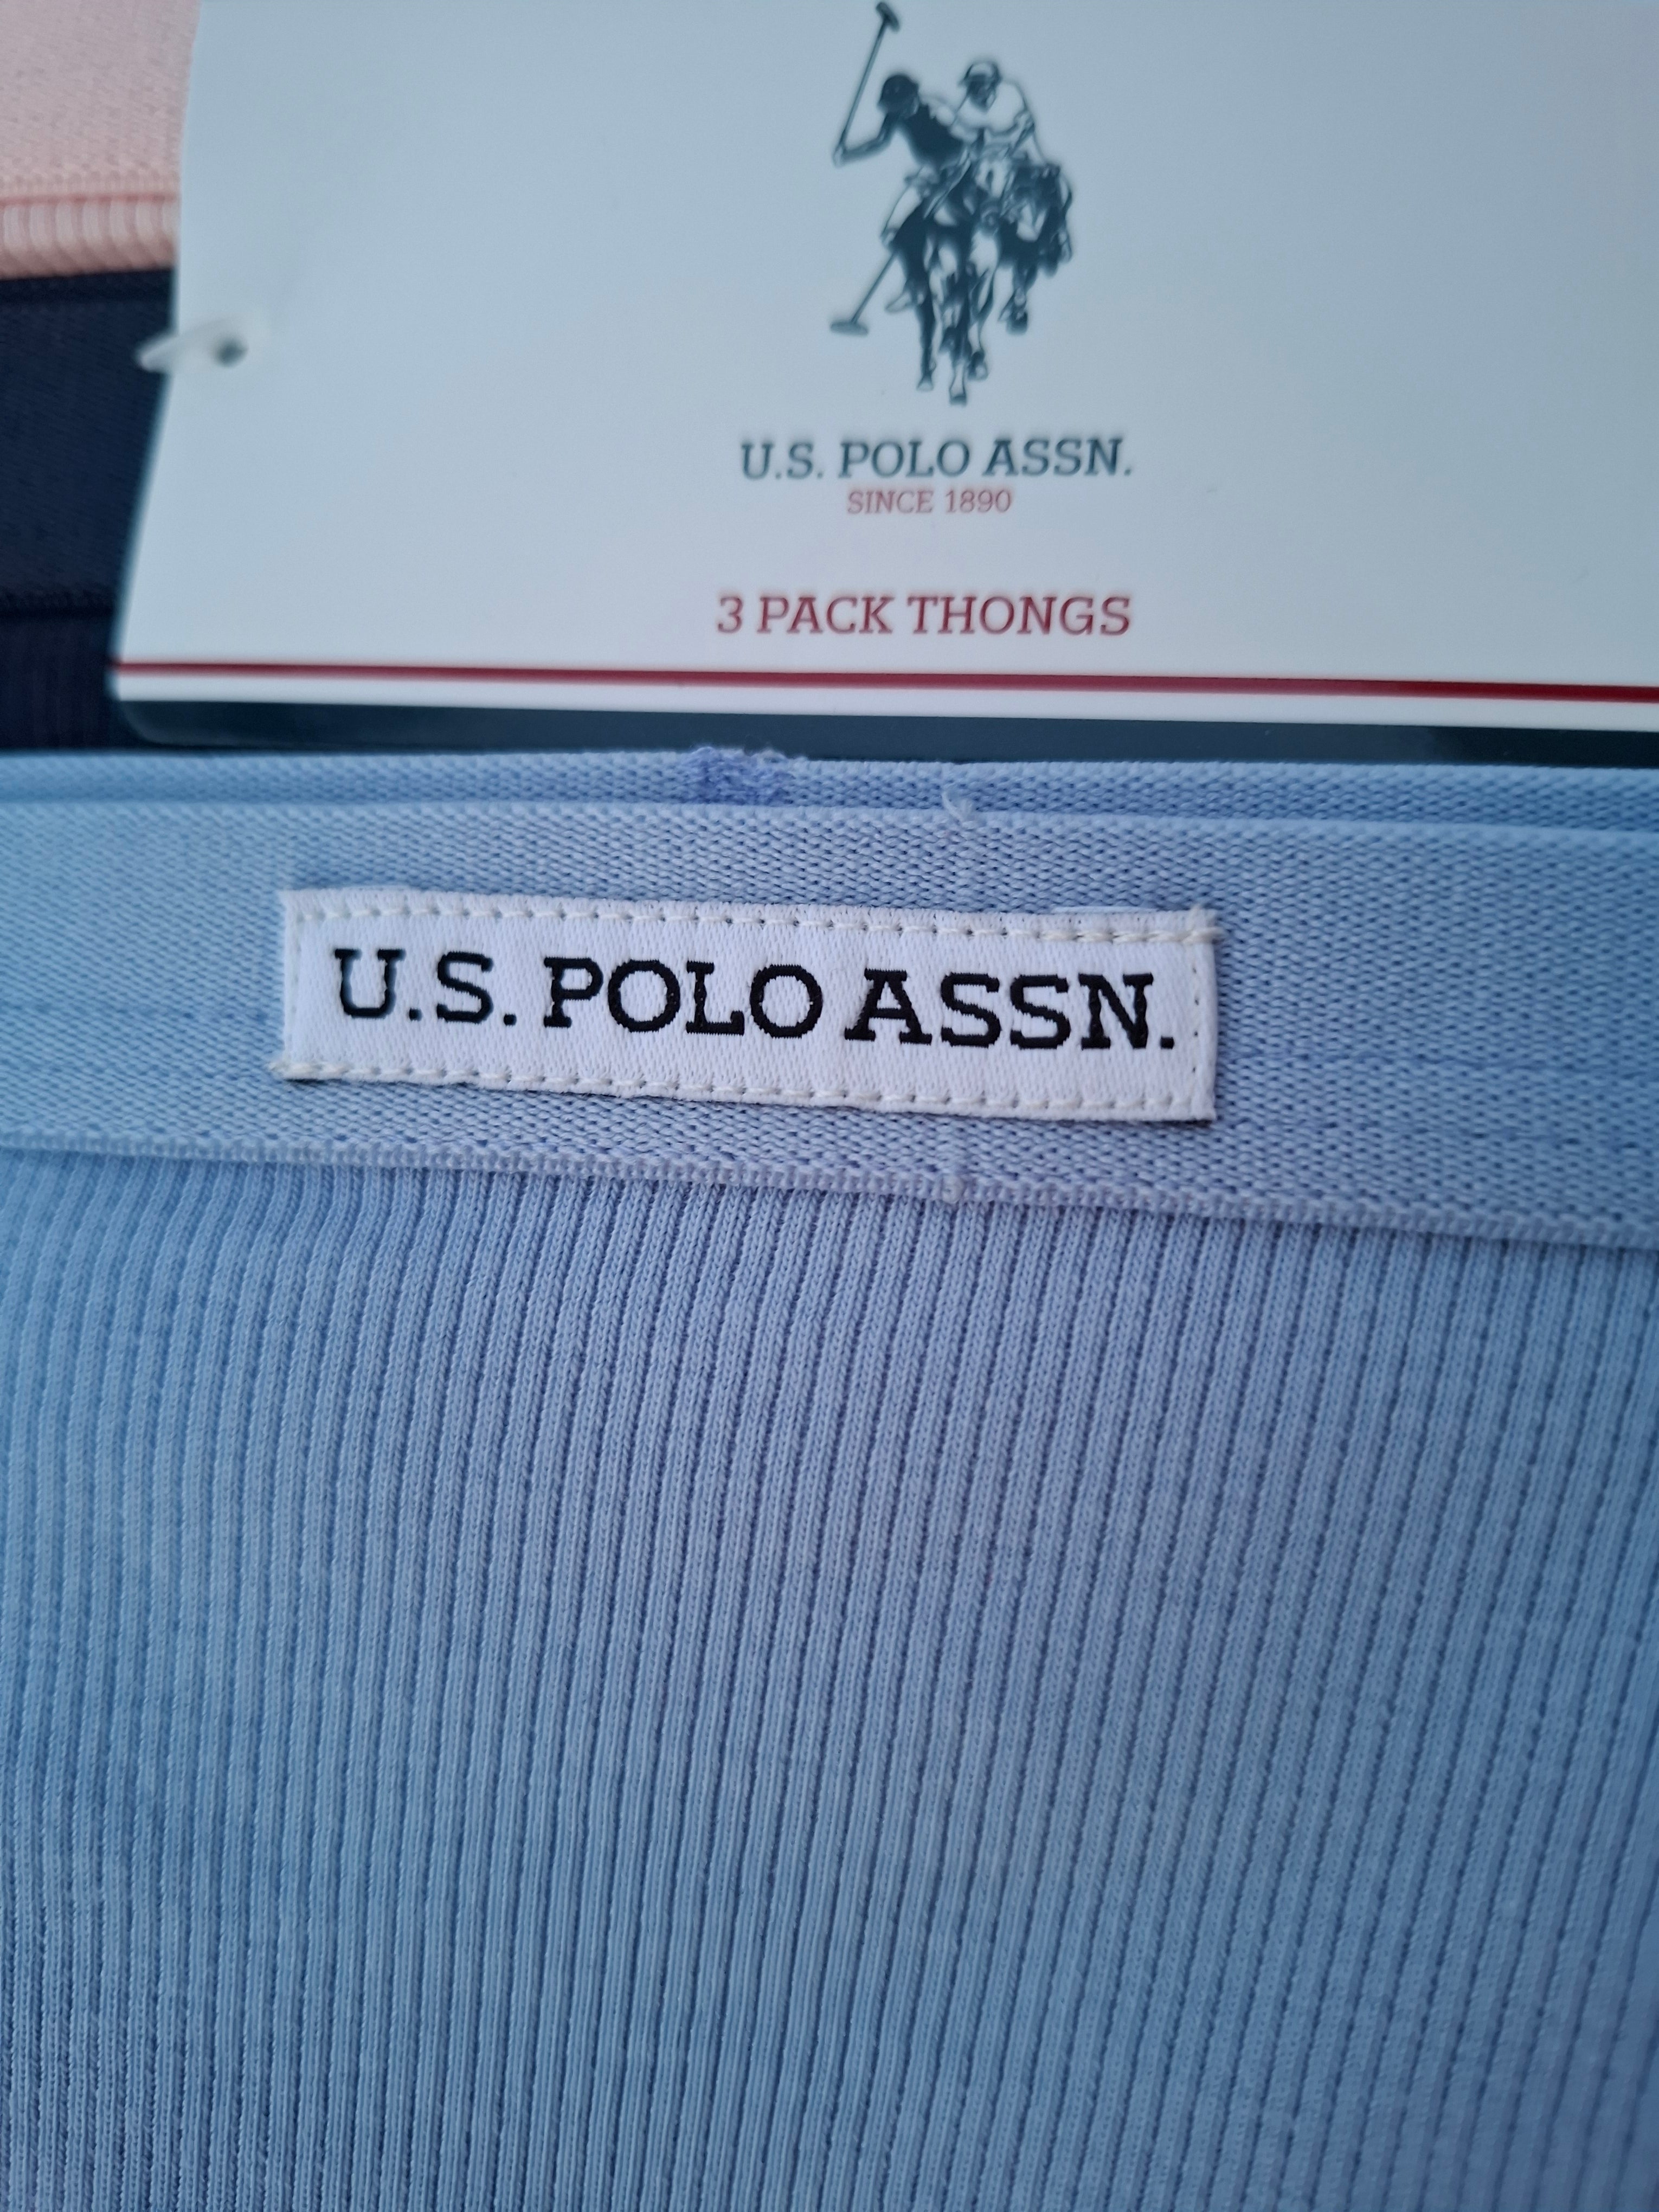 U.S. POLO ASSN.
SINCE 1890
3 PACK THONGS
U.S. POLO ASSN.